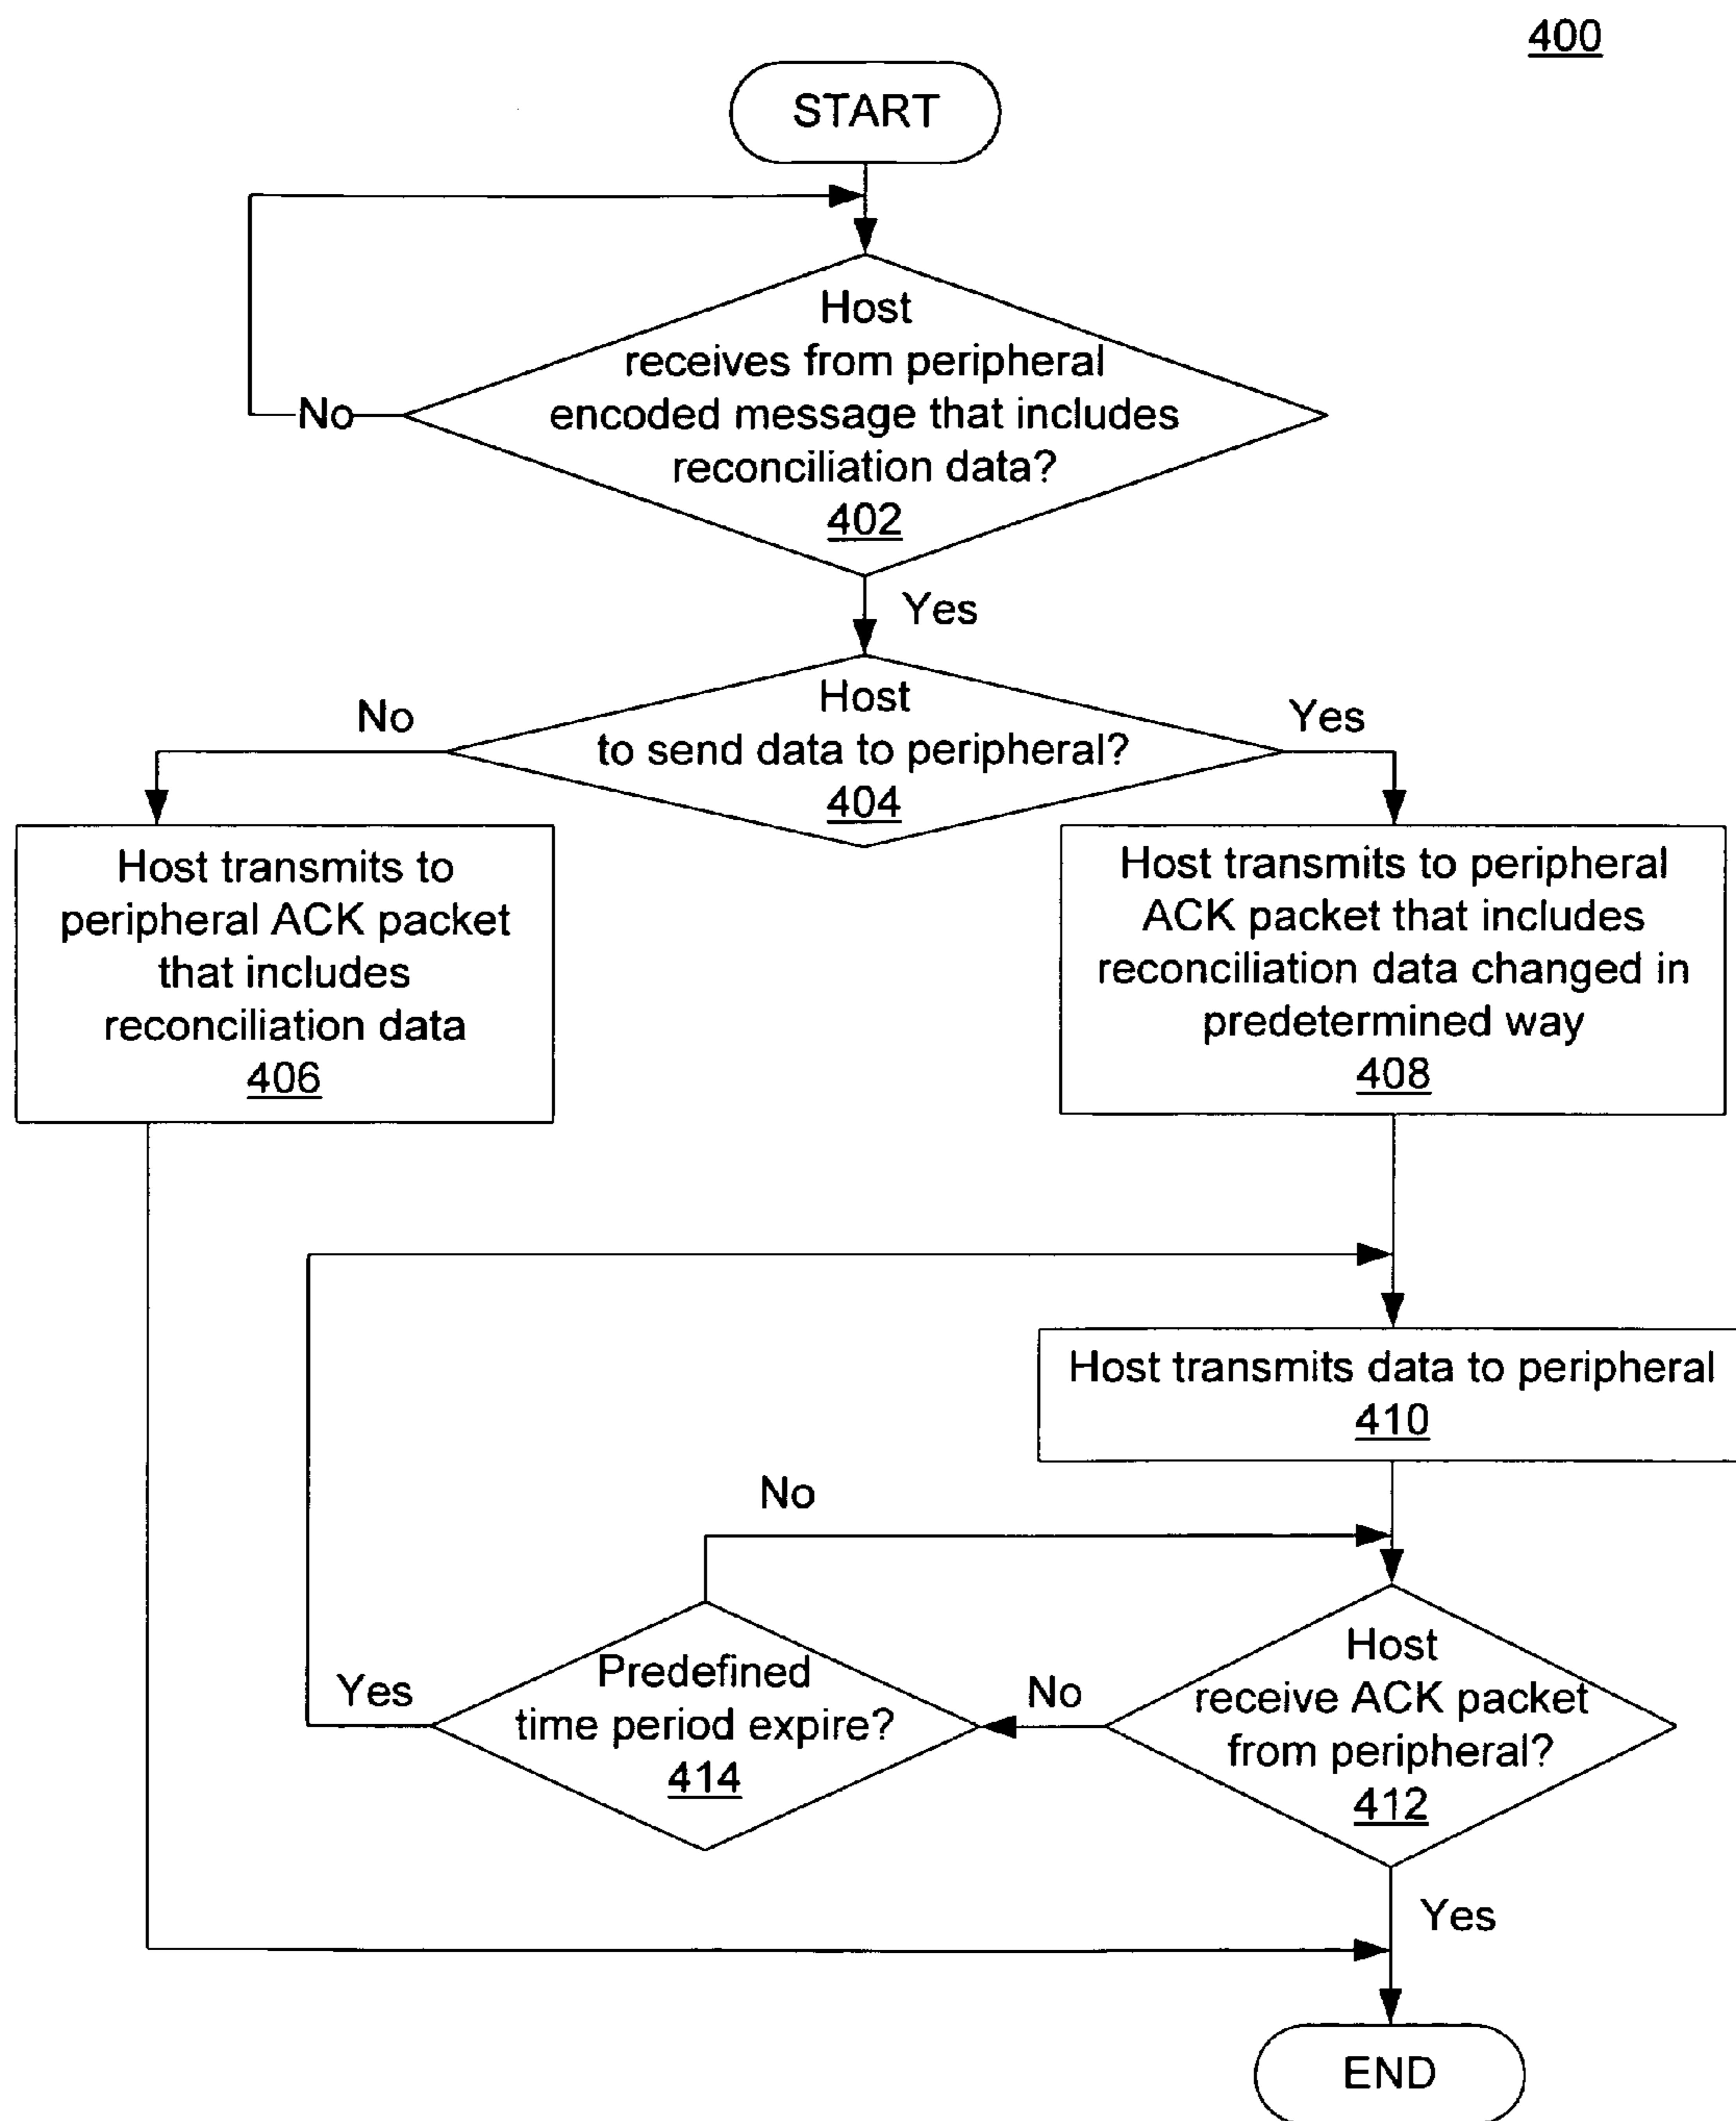 400
START
Host
receives from peripheral
encoded message that includes
reconciliation data?
402
No
Yes
Host
to send data to peripheral?
404
No
Yes
Host transmits to
peripheral ACK packet
that includes
reconciliation data
406
Host transmits to peripheral
ACK packet that includes
reconciliation data changed in
predetermined way
408
Host transmits data to peripheral
410
No
Host
receive ACK packet
from peripheral?
412
No
Predefined
time period expire?
414
Yes
Yes
END